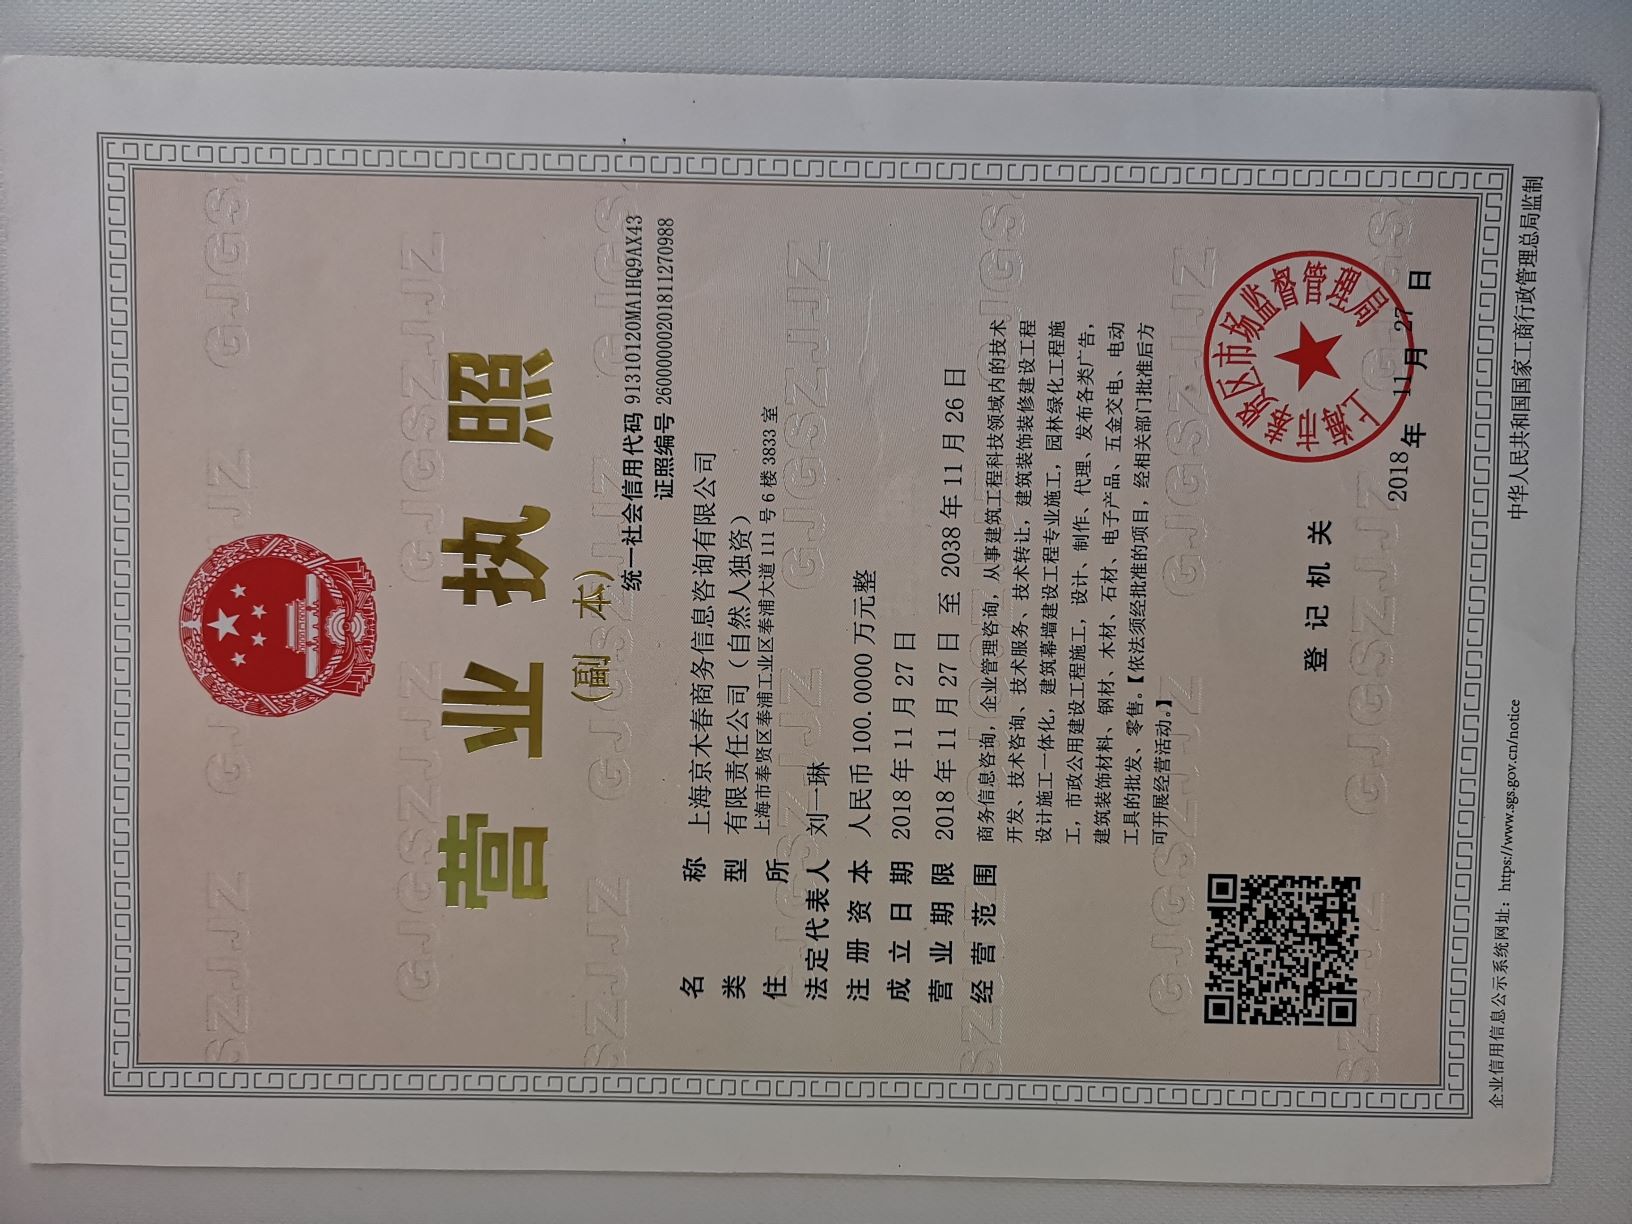 营业执照
(副本)
统一社会信用代码 91310120MA1HQ9AX43
证照编号 26000000201811270988
名称 上海京木春商务信息咨询有限公司
类型 有限责任公司（自然人独资）
住所 上海市奉贤区奉浦工业区奉浦大道111号6楼3833室
法定代表人 刘一琳
注册资本 人民币100.0000万元整
成立日期 2018年11月27日
营业期限 2018年11月27日 至 2038年11月26日
经营范围 商务信息咨询，企业管理咨询，从事建筑工程科技领域内的技术
开发、技术咨询、技术服务、技术转让，建筑装饰装修建设工程
设计施工一体化，建筑幕墙建设工程专业施工，园林绿化工程施
工，市政公用建设工程施工，设计、制作、代理、发布各类广告，
建筑装饰材料、钢材、木材、石材、电子产品、五金交电、电动
工具的批发、零售。【依法须经批准的项目，经相关部门批准后方
可开展经营活动。】
登记机关
上海市奉贤区市场监督管理局
2018年11月27日
企业信用信息公示系统网址：https://www.sgs.gov.cn/notice
中华人民共和国国家工商行政管理总局监制